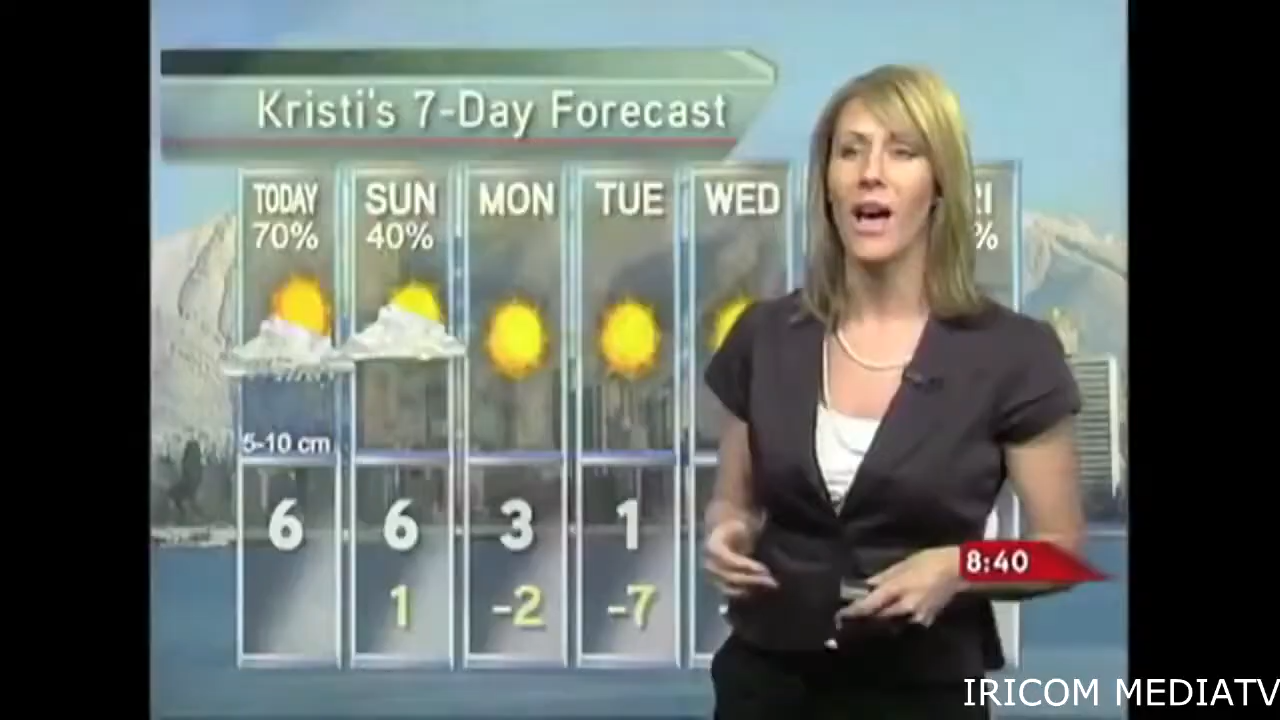 Kristi's 7-Day Forecast
TODAY SUN MON TUE WED
70% 40% %
5-10 cm
6 6 3 1
1 -2 -7
8:40
IRICOM MEDIATV